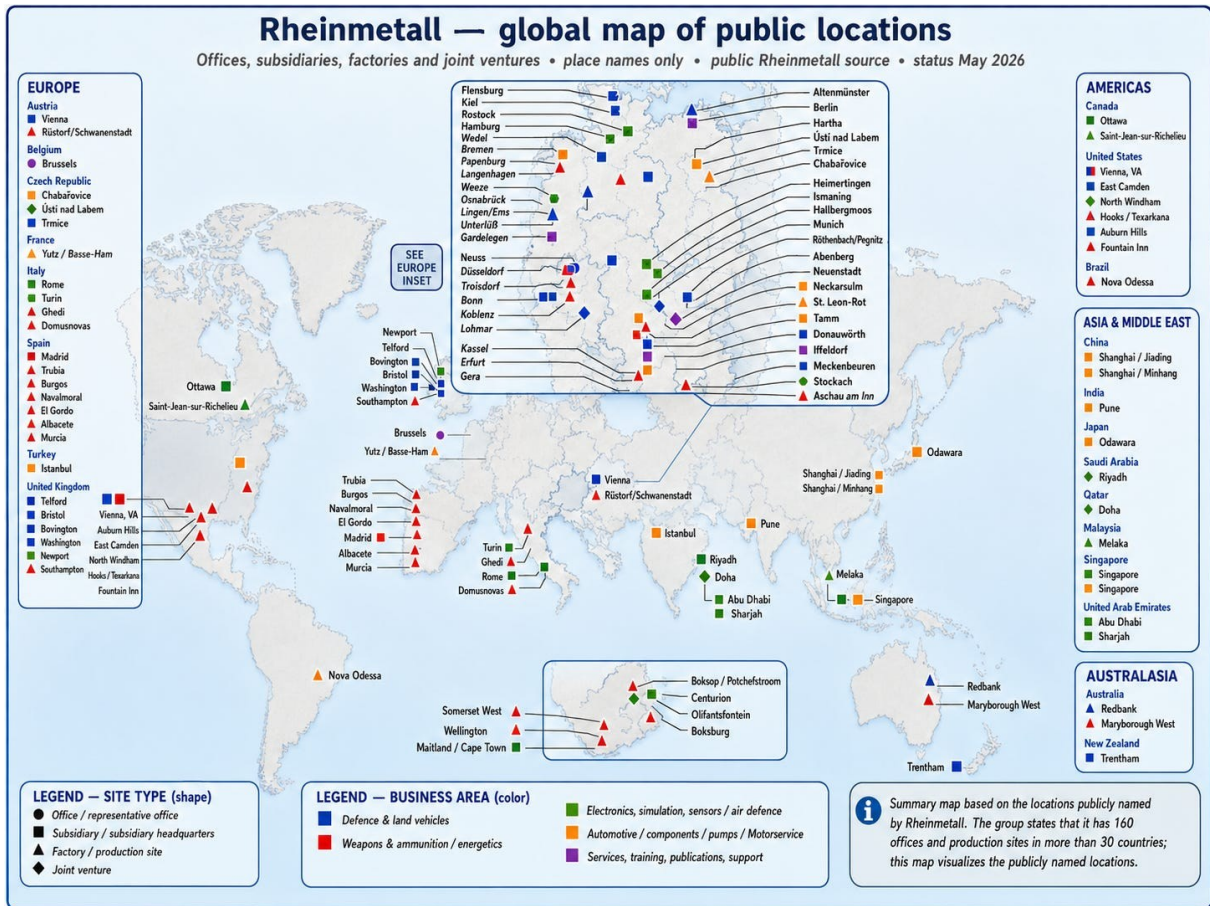 Rheinmetall — global map of public locations
Offices, subsidiaries, factories and joint ventures • place names only • public Rheinmetall source • status May 2026
EUROPE
Austria
Vienna
Rüstorf/Schwanenstadt
Belgium
Brussels
Czech Republic
Chabařovice
Ústi nad Labem
Trmice
France
Yutz / Basse-Ham
Italy
Rome
Turin
Ghedi
Domusnovas
Spain
Madrid
Trubia
Burgos
Navalmoral
El Gordo
Albacete
Murcia
Turkey
Istanbul
United Kingdom
Telford
Bristol
Bovington
Washington
Newport
Southampton
Flensburg
Kiel
Rostock
Hamburg
Wedel
Bremen
Papenburg
Langenhagen
Weeze
Osnabrück
Lingen/Ems
Unterlüß
Gardelegen
Neuss
Düsseldorf
Troisdorf
Bonn
Koblenz
Lohmar
Kassel
Erfurt
Gera
Altenmünster
Berlin
Hartha
Ústí nad Labem
Trmice
Chabařovice
Heimertingen
Ismaning
Hallbergmoos
Munich
Röthenbach/Pegnitz
Abenberg
Neuenstadt
Neckarsulm
St. Leon-Rot
Tamm
Donauwörth
Iffeldorf
Meckenbeuren
Stockach
Aschau am Inn
SEE
EUROPE
INSET
Newport
Telford
Bovington
Bristol
Washington
Southampton
Brussels
Yutz / Basse-Ham
Ottawa
Saint-Jean-sur-Richelieu
Vienna, VA
Auburn Hills
East Camden
North Windham
Hooks / Texarkana
Fountain Inn
Trubia
Burgos
Navalmoral
El Gordo
Madrid
Albacete
Murcia
Vienna
Rüstorf/Schwanenstadt
Turin
Ghedi
Rome
Domusnovas
Istanbul
Pune
Riyadh
Doha
Abu Dhabi
Sharjah
Odawara
Shanghai / Jiading
Shanghai / Minhang
Melaka
Singapore
Nova Odessa
Boksop / Potchefstroom
Centurion
Olifantsfontein
Boksburg
Somerset West
Wellington
Maitland / Cape Town
Redbank
Maryborough West
Trentham
AMERICAS
Canada
Ottawa
Saint-Jean-sur-Richelieu
United States
Vienna, VA
East Camden
North Windham
Hooks / Texarkana
Auburn Hills
Fountain Inn
Brazil
Nova Odessa
ASIA & MIDDLE EAST
China
Shanghai / Jiading
Shanghai / Minhang
India
Pune
Japan
Odawara
Saudi Arabia
Riyadh
Qatar
Doha
Malaysia
Melaka
Singapore
Singapore
Singapore
United Arab Emirates
Abu Dhabi
Sharjah
AUSTRALASIA
Australia
Redbank
Maryborough West
New Zealand
Trentham
LEGEND — SITE TYPE (shape)
Office / representative office
Subsidiary / subsidiary headquarters
Factory / production site
Joint venture
LEGEND — BUSINESS AREA (color)
Defence & land vehicles
Weapons & ammunition / energetics
Electronics, simulation, sensors / air defence
Automotive / components / pumps / Motorservice
Services, training, publications, support
i
Summary map based on the locations publicly named
by Rheinmetall. The group states that it has 160
offices and production sites in more than 30 countries;
this map visualizes the publicly named locations.